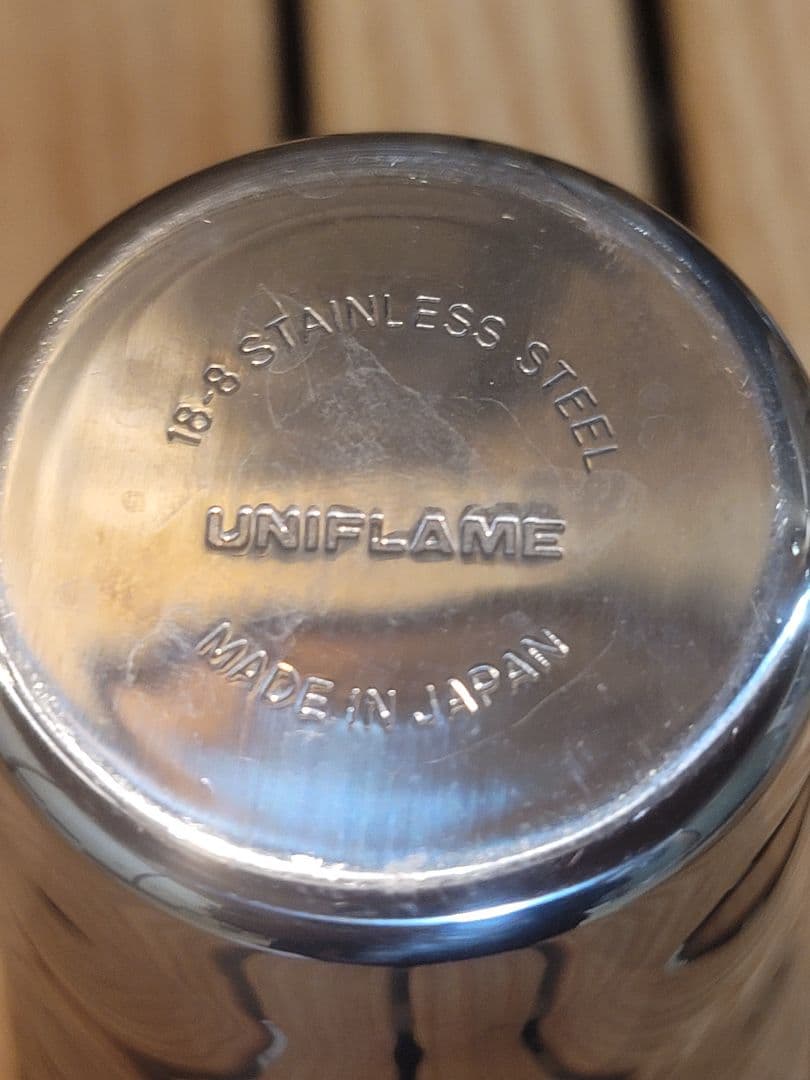 18-8 STAINLESS STEEL
UNIFLAME
MADE IN JAPAN